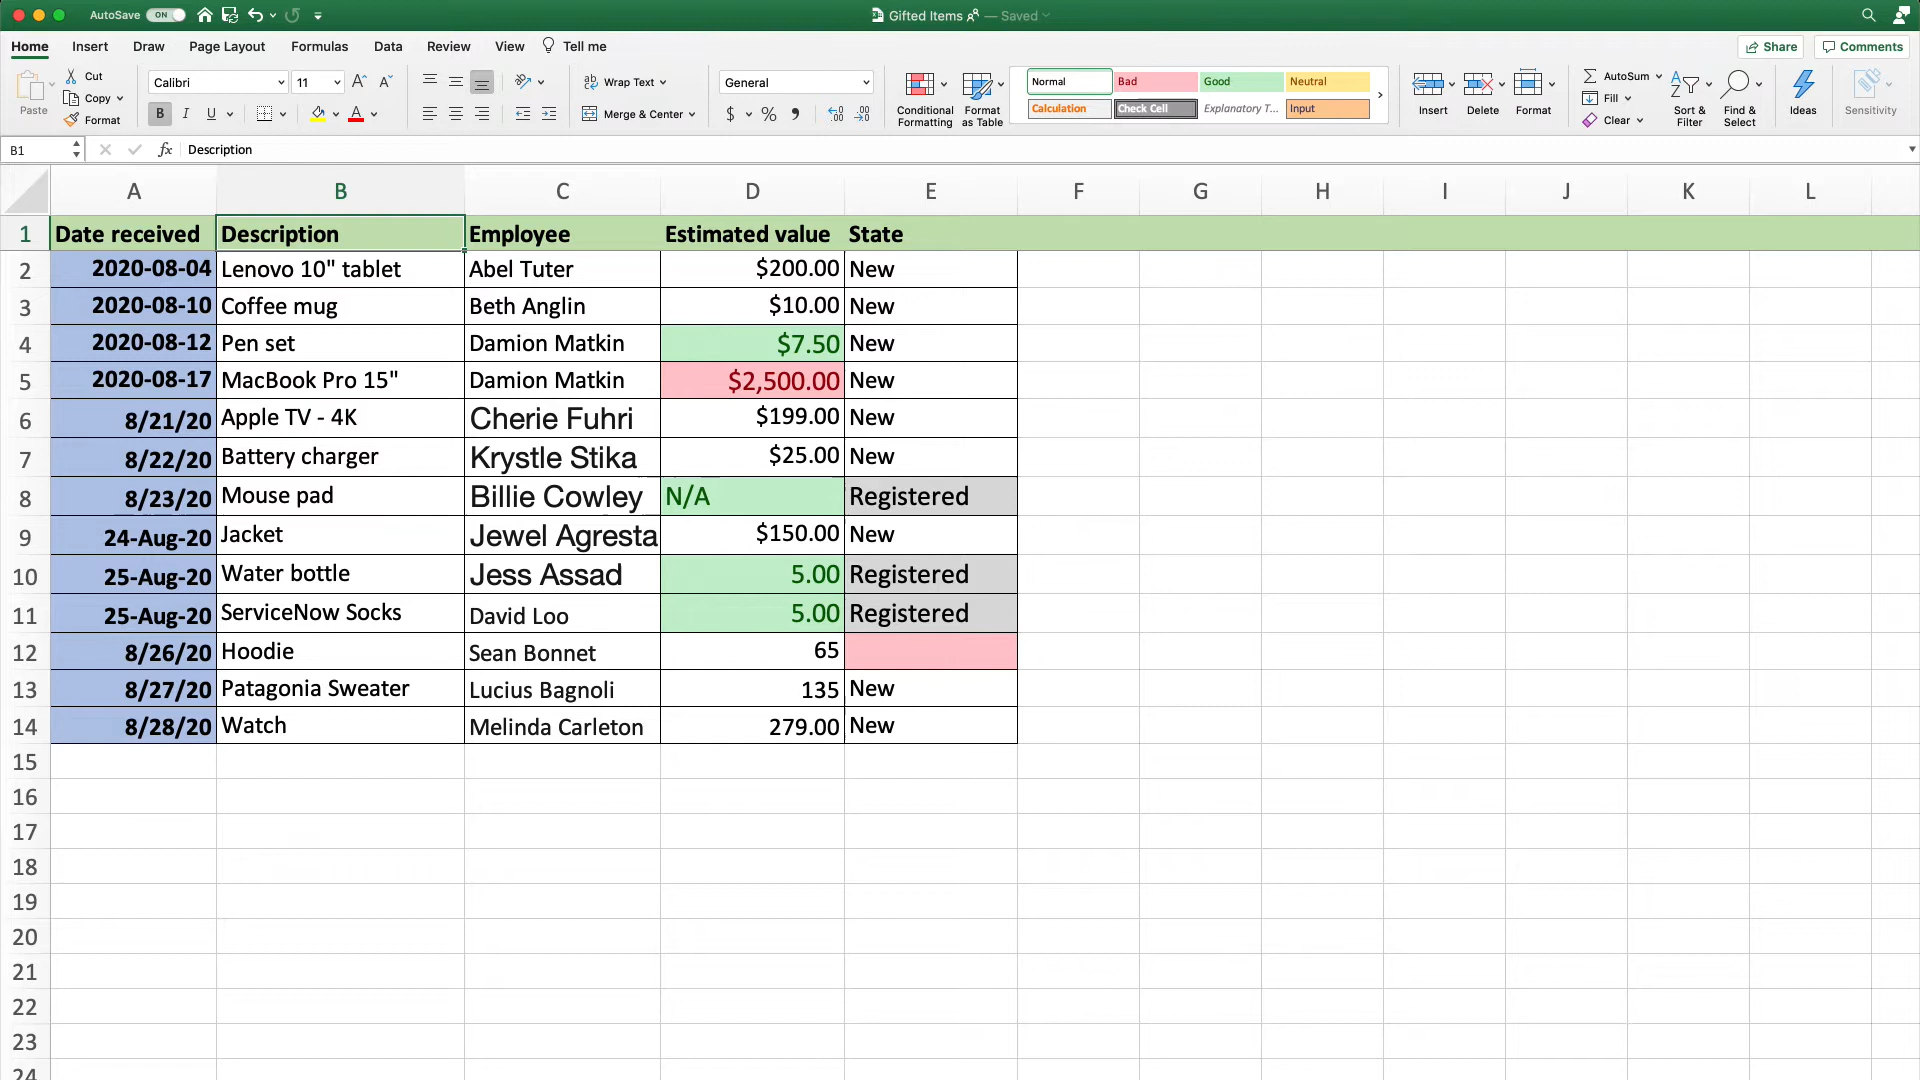 AutoSave ON Gifted Items — Saved
Home Insert Draw Page Layout Formulas Data Review View Tell me Share Comments
Paste Cut Copy Format
Calibri 11 A A
B I U A
ab Wrap Text
Merge & Center
General
$ %
Conditional Formatting
Format as Table
Normal Bad Good Neutral
Calculation Check Cell Explanatory T... Input
Insert Delete Format
AutoSum
Fill
Clear
Sort & Filter
Find & Select
Ideas
Sensitivity
B1 fx Description
A B C D E F G H I J K L
1 Date received Description Employee Estimated value State
2 2020-08-04 Lenovo 10" tablet Abel Tuter $200.00 New
3 2020-08-10 Coffee mug Beth Anglin $10.00 New
4 2020-08-12 Pen set Damion Matkin $7.50 New
5 2020-08-17 MacBook Pro 15" Damion Matkin $2,500.00 New
6 8/21/20 Apple TV - 4K Cherie Fuhri $199.00 New
7 8/22/20 Battery charger Krystle Stika $25.00 New
8 8/23/20 Mouse pad Billie Cowley N/A Registered
9 24-Aug-20 Jacket Jewel Agresta $150.00 New
10 25-Aug-20 Water bottle Jess Assad 5.00 Registered
11 25-Aug-20 ServiceNow Socks David Loo 5.00 Registered
12 8/26/20 Hoodie Sean Bonnet 65
13 8/27/20 Patagonia Sweater Lucius Bagnoli 135 New
14 8/28/20 Watch Melinda Carleton 279.00 New
15
16
17
18
19
20
21
22
23
24